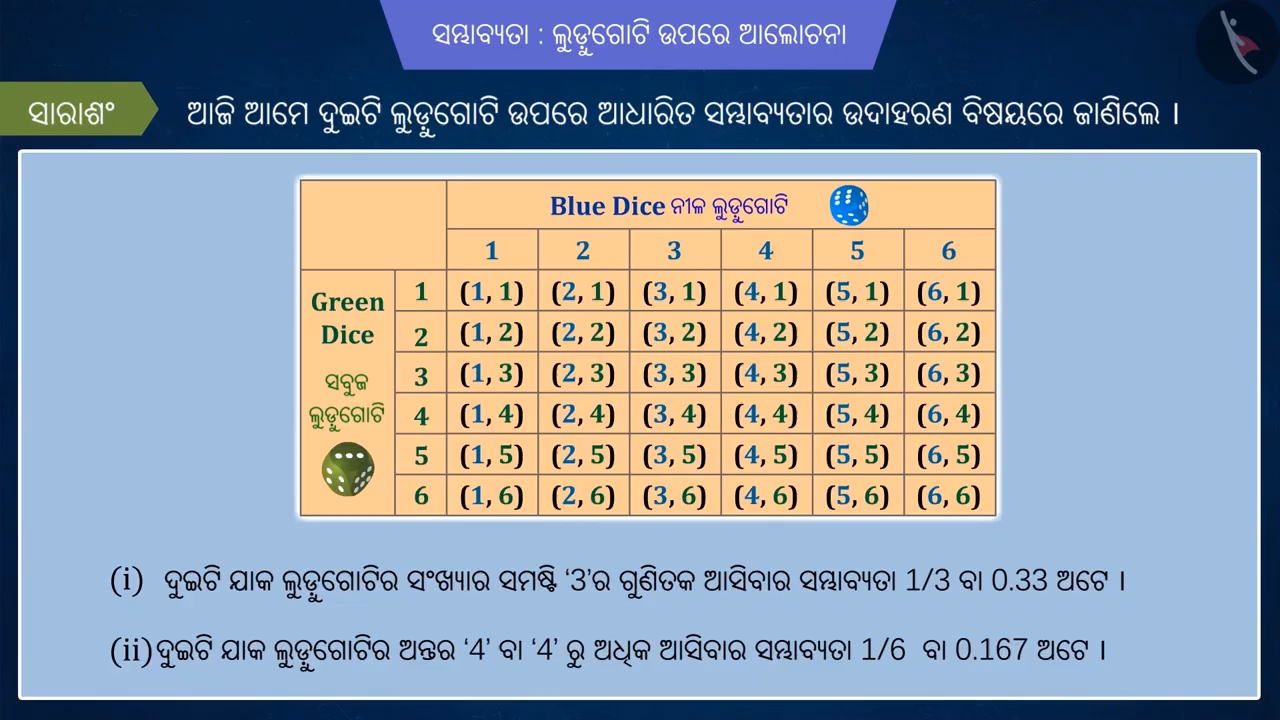 ସମ୍ଭାବ୍ୟତା : ଲୁଡ଼ୁଗୋଟି ଉପରେ ଆଲୋଚନା
ସାରାଶଂ
ଆଜି ଆମେ ଦୁଇଟି ଲୁଡ଼ୁଗୋଟି ଉପରେ ଆଧାରିତ ସମ୍ଭାବ୍ୟତାର ଉଦାହରଣ ବିଷୟରେ ଜାଣିଲେ ।
Blue Dice ନୀଳ ଲୁଡ଼ୁଗୋଟି
1 2 3 4 5 6
Green
Dice
ସବୁଜ
ଲୁଡ଼ୁଗୋଟି
1 (1, 1) (2, 1) (3, 1) (4, 1) (5, 1) (6, 1)
2 (1, 2) (2, 2) (3, 2) (4, 2) (5, 2) (6, 2)
3 (1, 3) (2, 3) (3, 3) (4, 3) (5, 3) (6, 3)
4 (1, 4) (2, 4) (3, 4) (4, 4) (5, 4) (6, 4)
5 (1, 5) (2, 5) (3, 5) (4, 5) (5, 5) (6, 5)
6 (1, 6) (2, 6) (3, 6) (4, 6) (5, 6) (6, 6)
(i) ଦୁଇଟି ଯାକ ଲୁଡ଼ୁଗୋଟିର ସଂଖ୍ୟାର ସମଷ୍ଟି ‘3’ର ଗୁଣିତକ ଆସିବାର ସମ୍ଭାବ୍ୟତା 1/3 ବା 0.33 ଅଟେ ।
(ii) ଦୁଇଟି ଯାକ ଲୁଡ଼ୁଗୋଟିର ଅନ୍ତର ‘4’ ବା ‘4’ ରୁ ଅଧିକ ଆସିବାର ସମ୍ଭାବ୍ୟତା 1/6 ବା 0.167 ଅଟେ ।